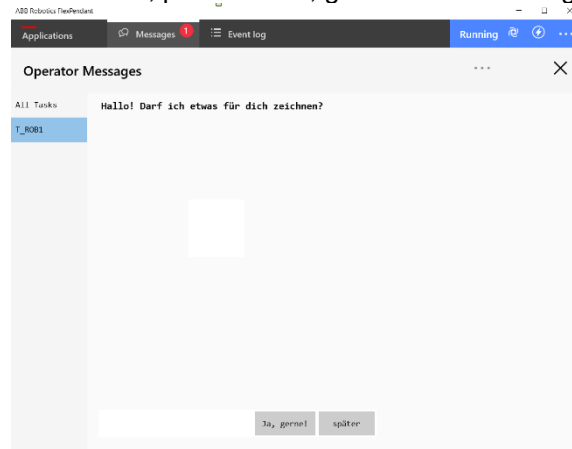 ABB Robotics FlexPendant
Applications
Messages 1
Event log
Running
Operator Messages
All Tasks
Hallo! Darf ich etwas für dich zeichnen?
T_ROB1
Ja, gerne!
später